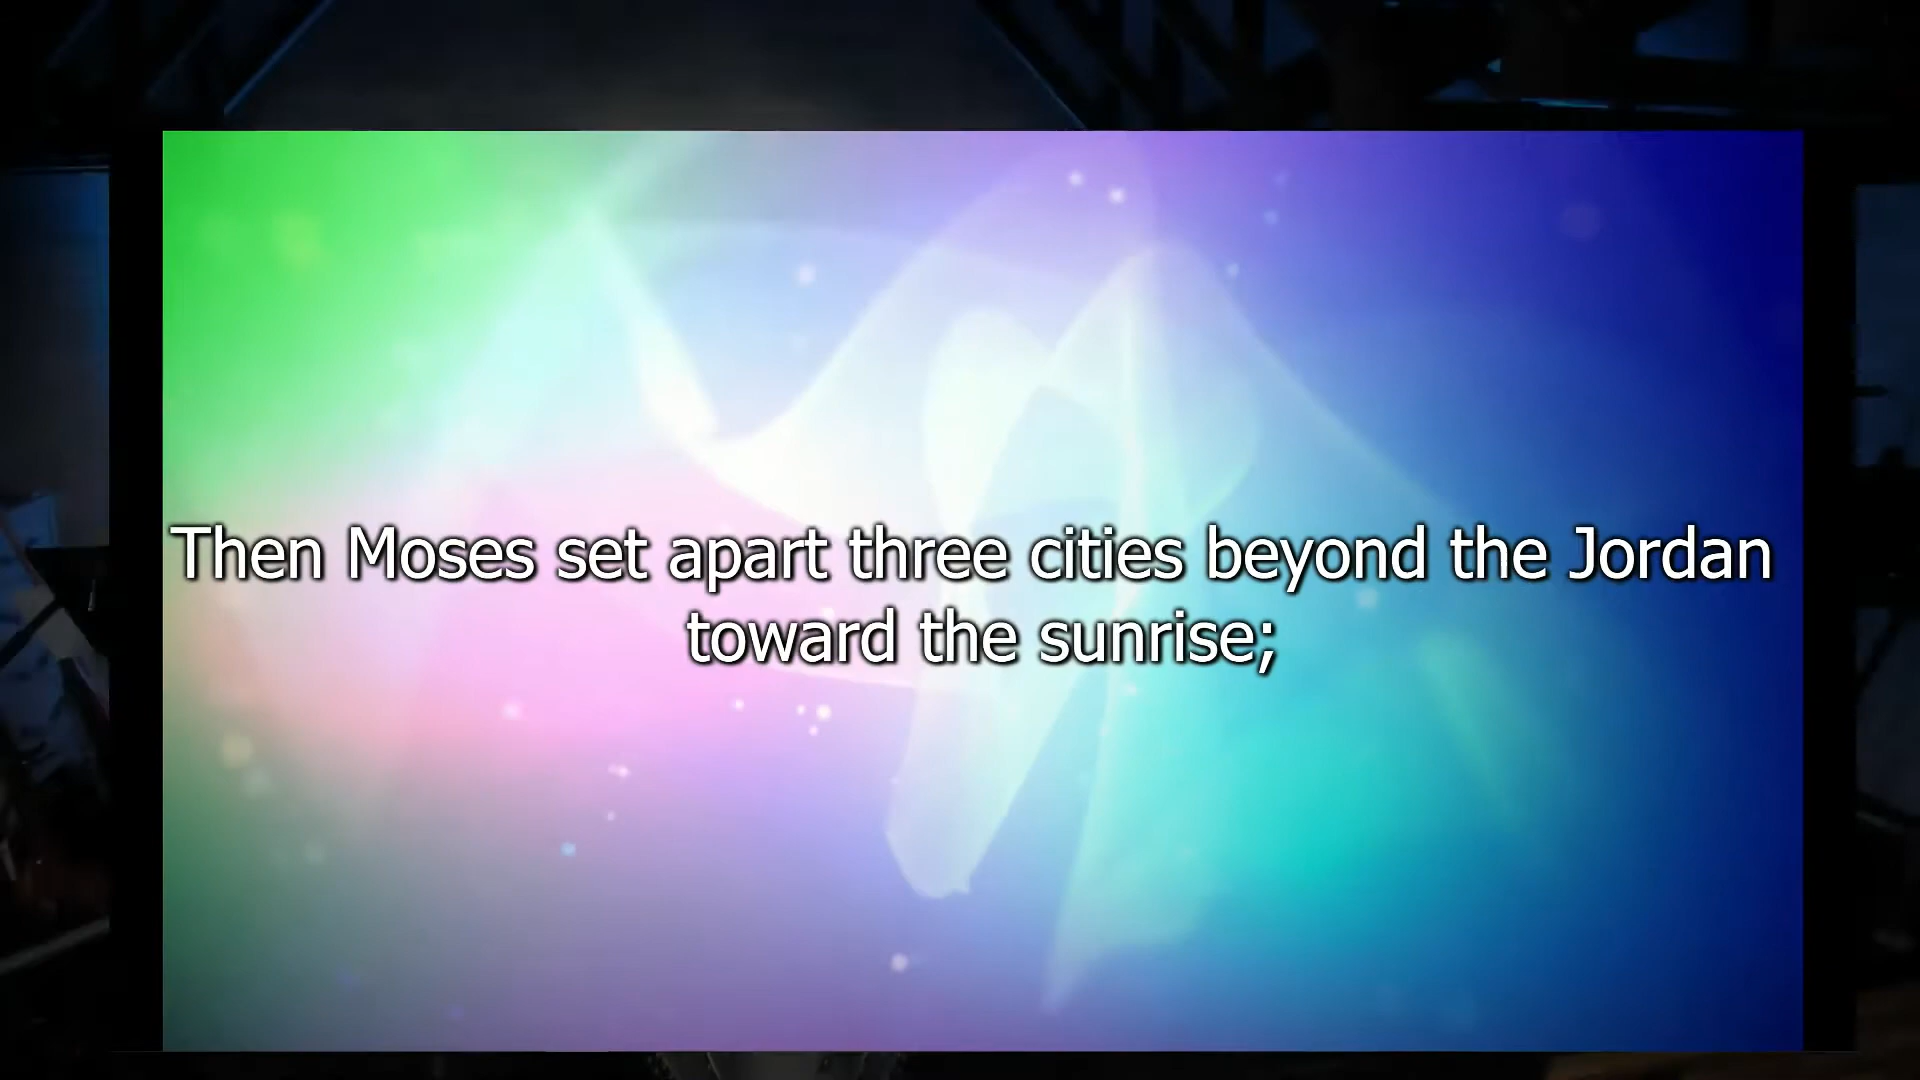 Then Moses set apart three cities beyond the Jordan
toward the sunrise;